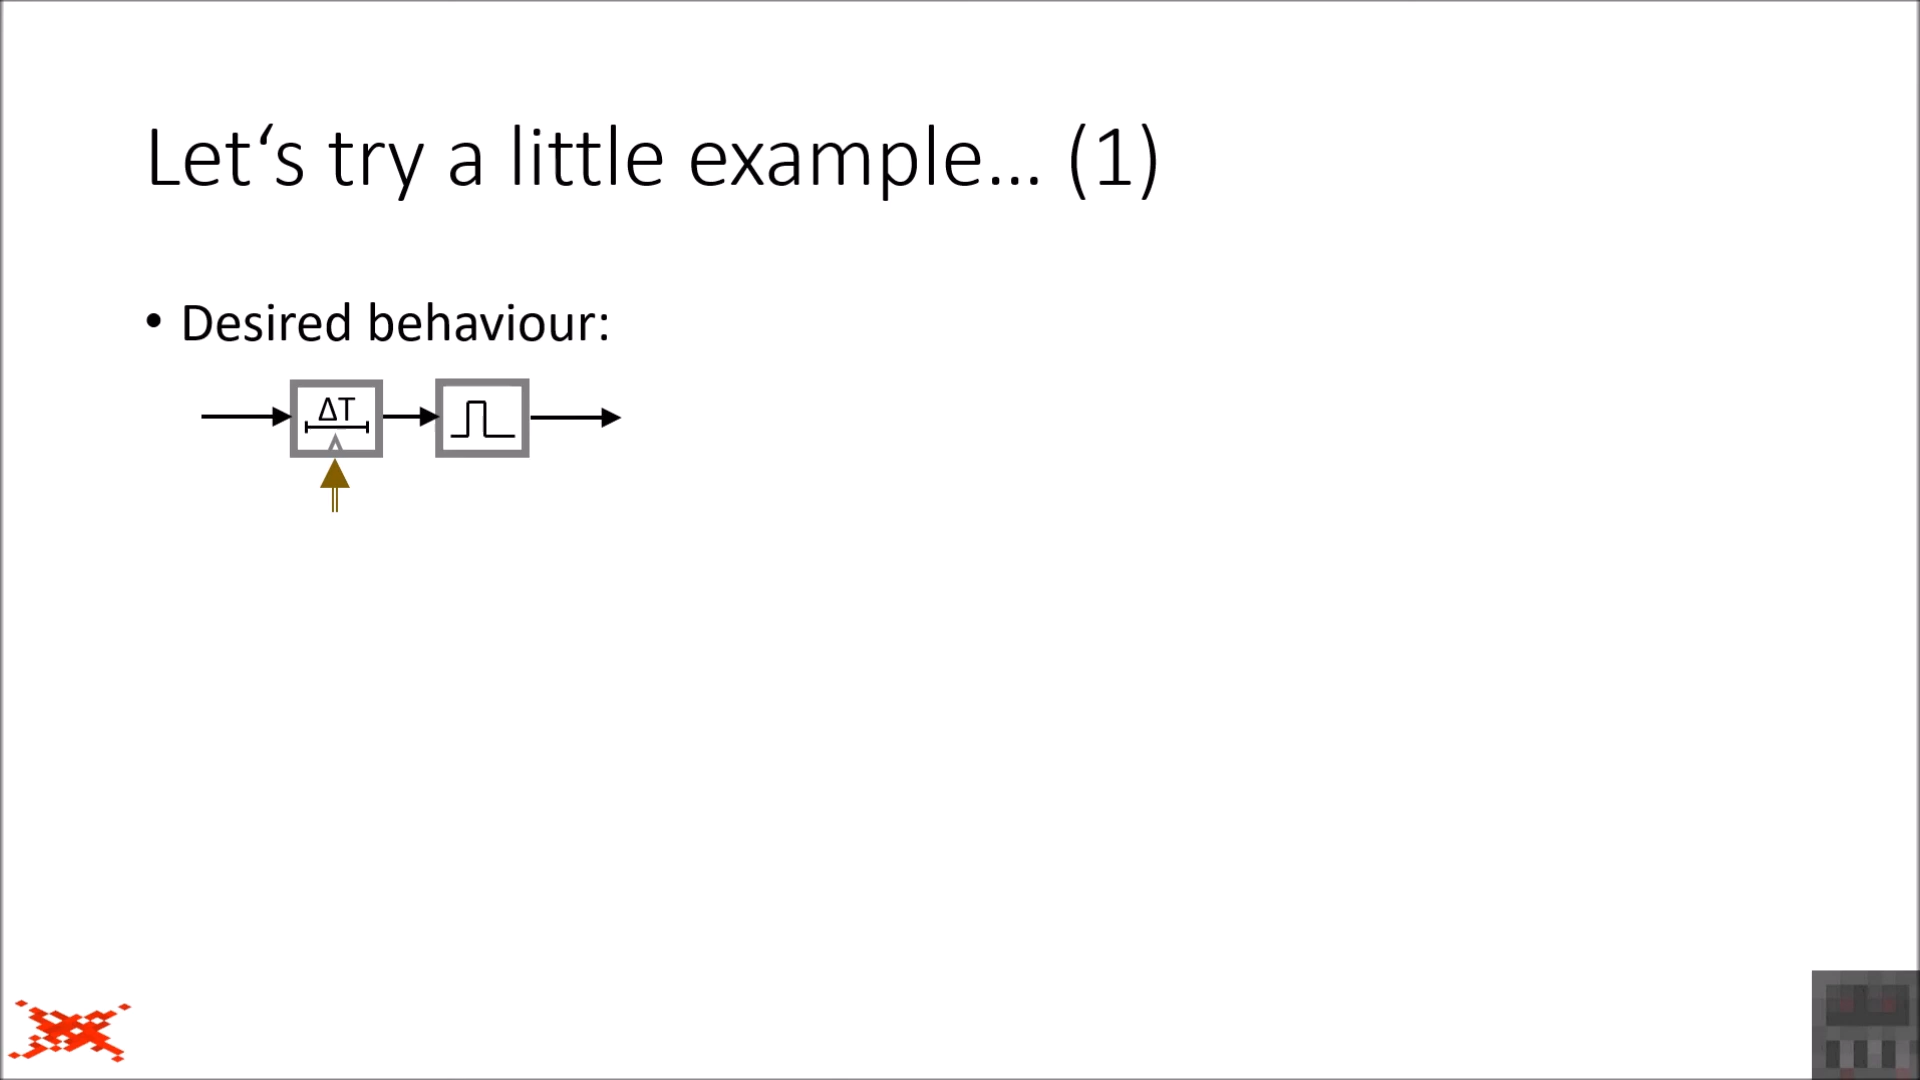 Let‘s try a little example... (1)
• Desired behaviour:
ΔT